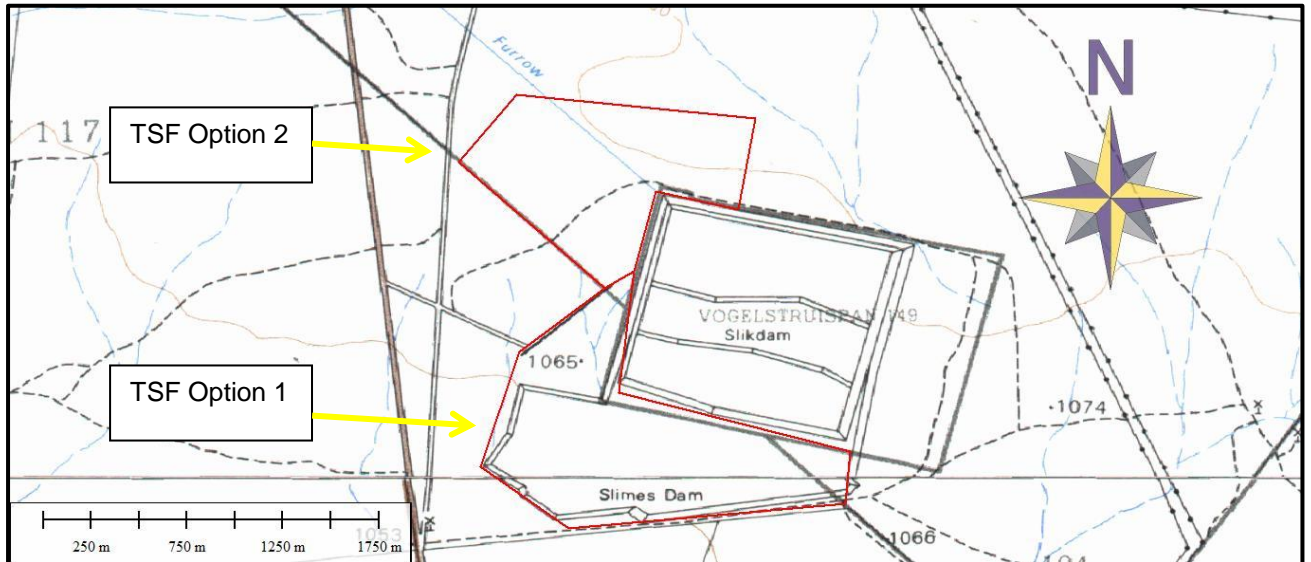 Furrow
N
TSF Option 2
117
VOGELSTRUISPAN 149
Slikdam
1065
TSF Option 1
1074
Slimes Dam
1053
1066
250 m 750 m 1250 m 1750 m